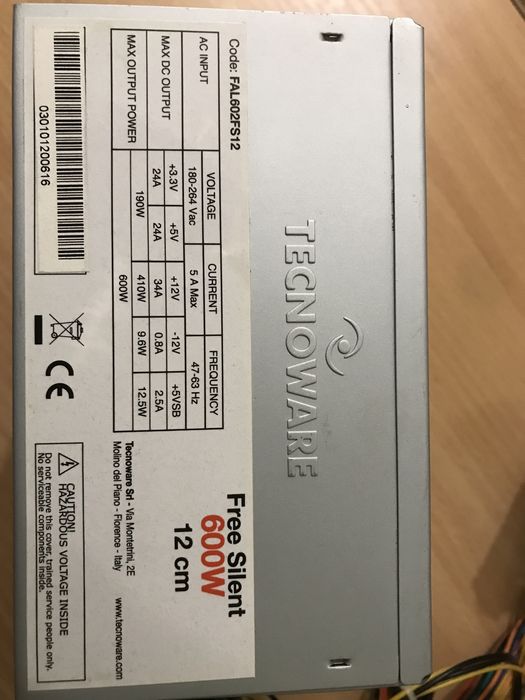 TECNOWARE
Code: FAL602FS12
VOLTAGE CURRENT FREQUENCY
AC INPUT 180-264 Vac 5 A Max 47-63 Hz
+3.3V +5V +12V -12V +5VSB
MAX DC OUTPUT 24A 24A 34A 0.8A 2.5A
MAX OUTPUT POWER 190W 410W 9.6W 12.5W
600W
030101200616
CE
Free Silent
600W
12 cm
Tecnoware Srl - Via Montetrini, 2E www.tecnoware.com
Molino del Piano - Florence - Italy
CAUTION!
HAZARDOUS VOLTAGE INSIDE
Do not remove this cover, trained service people only.
No serviceable components inside.